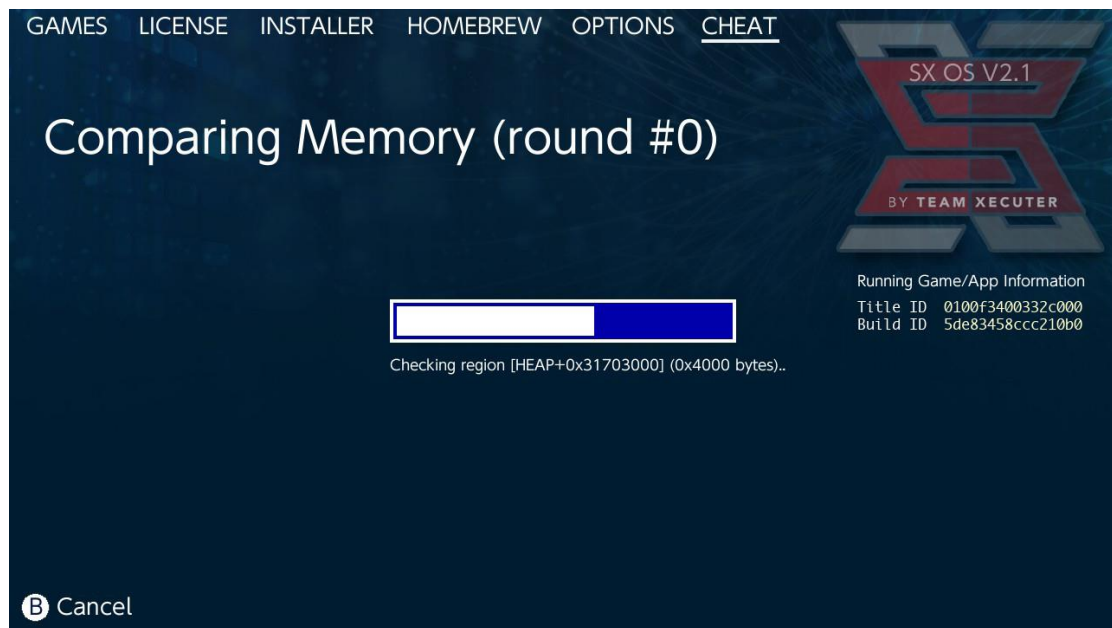 GAMES LICENSE INSTALLER HOMEBREW OPTIONS CHEAT
SX OS V2.1
Comparing Memory (round #0)
BY TEAM XECUTER
Running Game/App Information
Title ID 0100f3400332c000
Build ID 5de83458ccc210b0
Checking region [HEAP+0x31703000] (0x4000 bytes)..
B Cancel